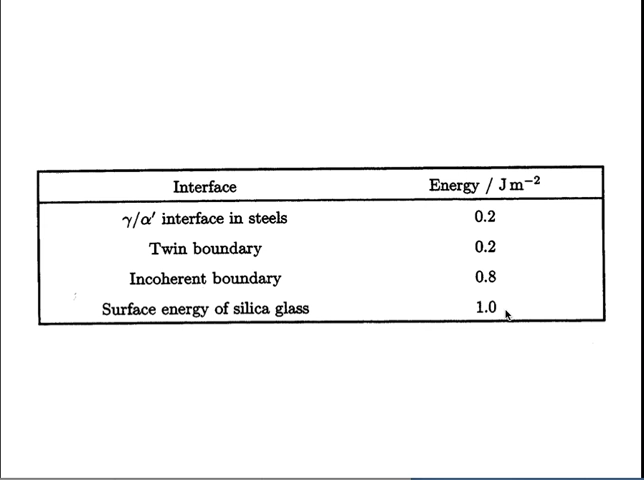 Interface Energy / J m⁻²
γ/α′ interface in steels 0.2
Twin boundary 0.2
Incoherent boundary 0.8
Surface energy of silica glass 1.0